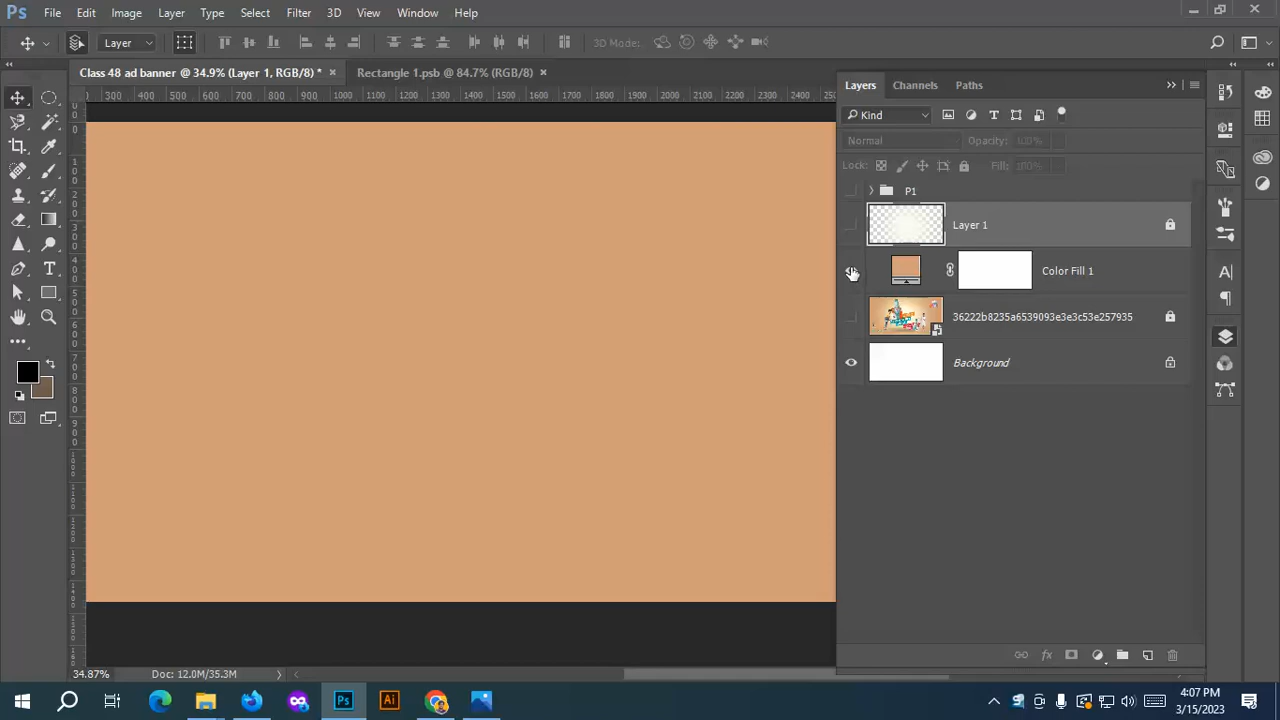 Ps File Edit Image Layer Type Select Filter 3D View Window Help
Layer 3D Mode:
Class 48 ad banner @ 34.9% (Layer 1, RGB/8) * × Rectangle 1.psb @ 84.7% (RGB/8) ×
Layers Channels Paths
300 400 500 600 700 800 900 1000 1100 1200 1300 1400 1500 1600 1700 1800 1900 2000 2100 2200 2300 2400
Kind
Normal Opacity: 100%
Lock: Fill: 100%
P1
Layer 1
Color Fill 1
36222b8235a6539093e3e3c53e257935
Background
34.87% Doc: 12.0M/35.3M
Ps Ai
4:07 PM
3/15/2023